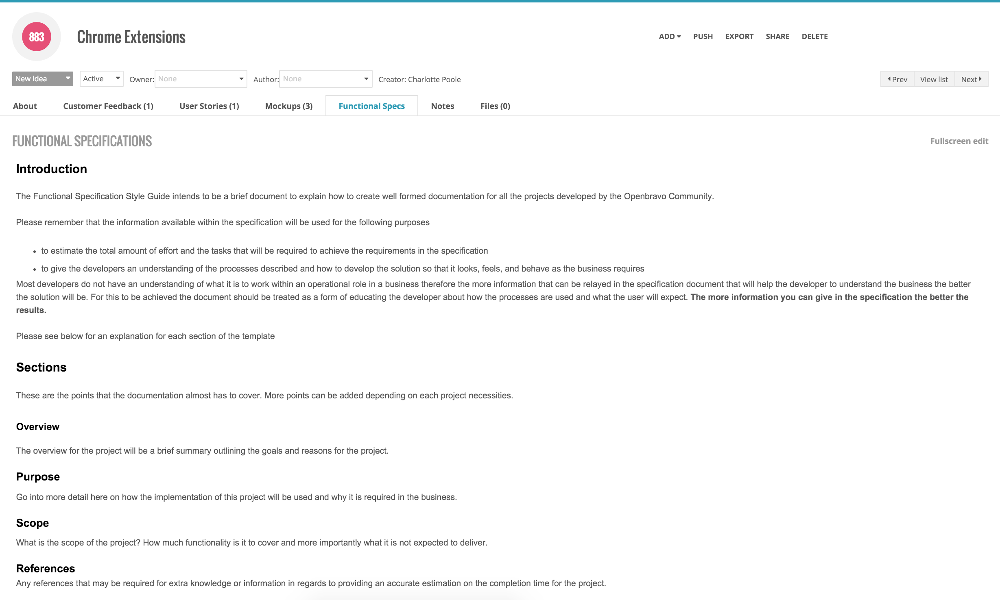 883
Chrome Extensions
ADD PUSH EXPORT SHARE DELETE
New idea Active Owner: None Author: None Creator: Charlotte Poole Prev View list Next
About Customer Feedback (1) User Stories (1) Mockups (3) Functional Specs Notes Files (0)
FUNCTIONAL SPECIFICATIONS Fullscreen edit
Introduction
The Functional Specification Style Guide intends to be a brief document to explain how to create well formed documentation for all the projects developed by the Openbravo Community.
Please remember that the information available within the specification will be used for the following purposes
• to estimate the total amount of effort and the tasks that will be required to achieve the requirements in the specification
• to give the developers an understanding of the processes described and how to develop the solution so that it looks, feels, and behave as the business requires
Most developers do not have an understanding of what it is to work within an operational role in a business therefore the more information that can be relayed in the specification document that will help the developer to understand the business the better
the solution will be. For this to be achieved the document should be treated as a form of educating the developer about how the processes are used and what the user will expect. The more information you can give in the specification the better the
results.
Please see below for an explanation for each section of the template
Sections
These are the points that the documentation almost has to cover. More points can be added depending on each project necessities.
Overview
The overview for the project will be a brief summary outlining the goals and reasons for the project.
Purpose
Go into more detail here on how the implementation of this project will be used and why it is required in the business.
Scope
What is the scope of the project? How much functionality is it to cover and more importantly what it is not expected to deliver.
References
Any references that may be required for extra knowledge or information in regards to providing an accurate estimation on the completion time for the project.